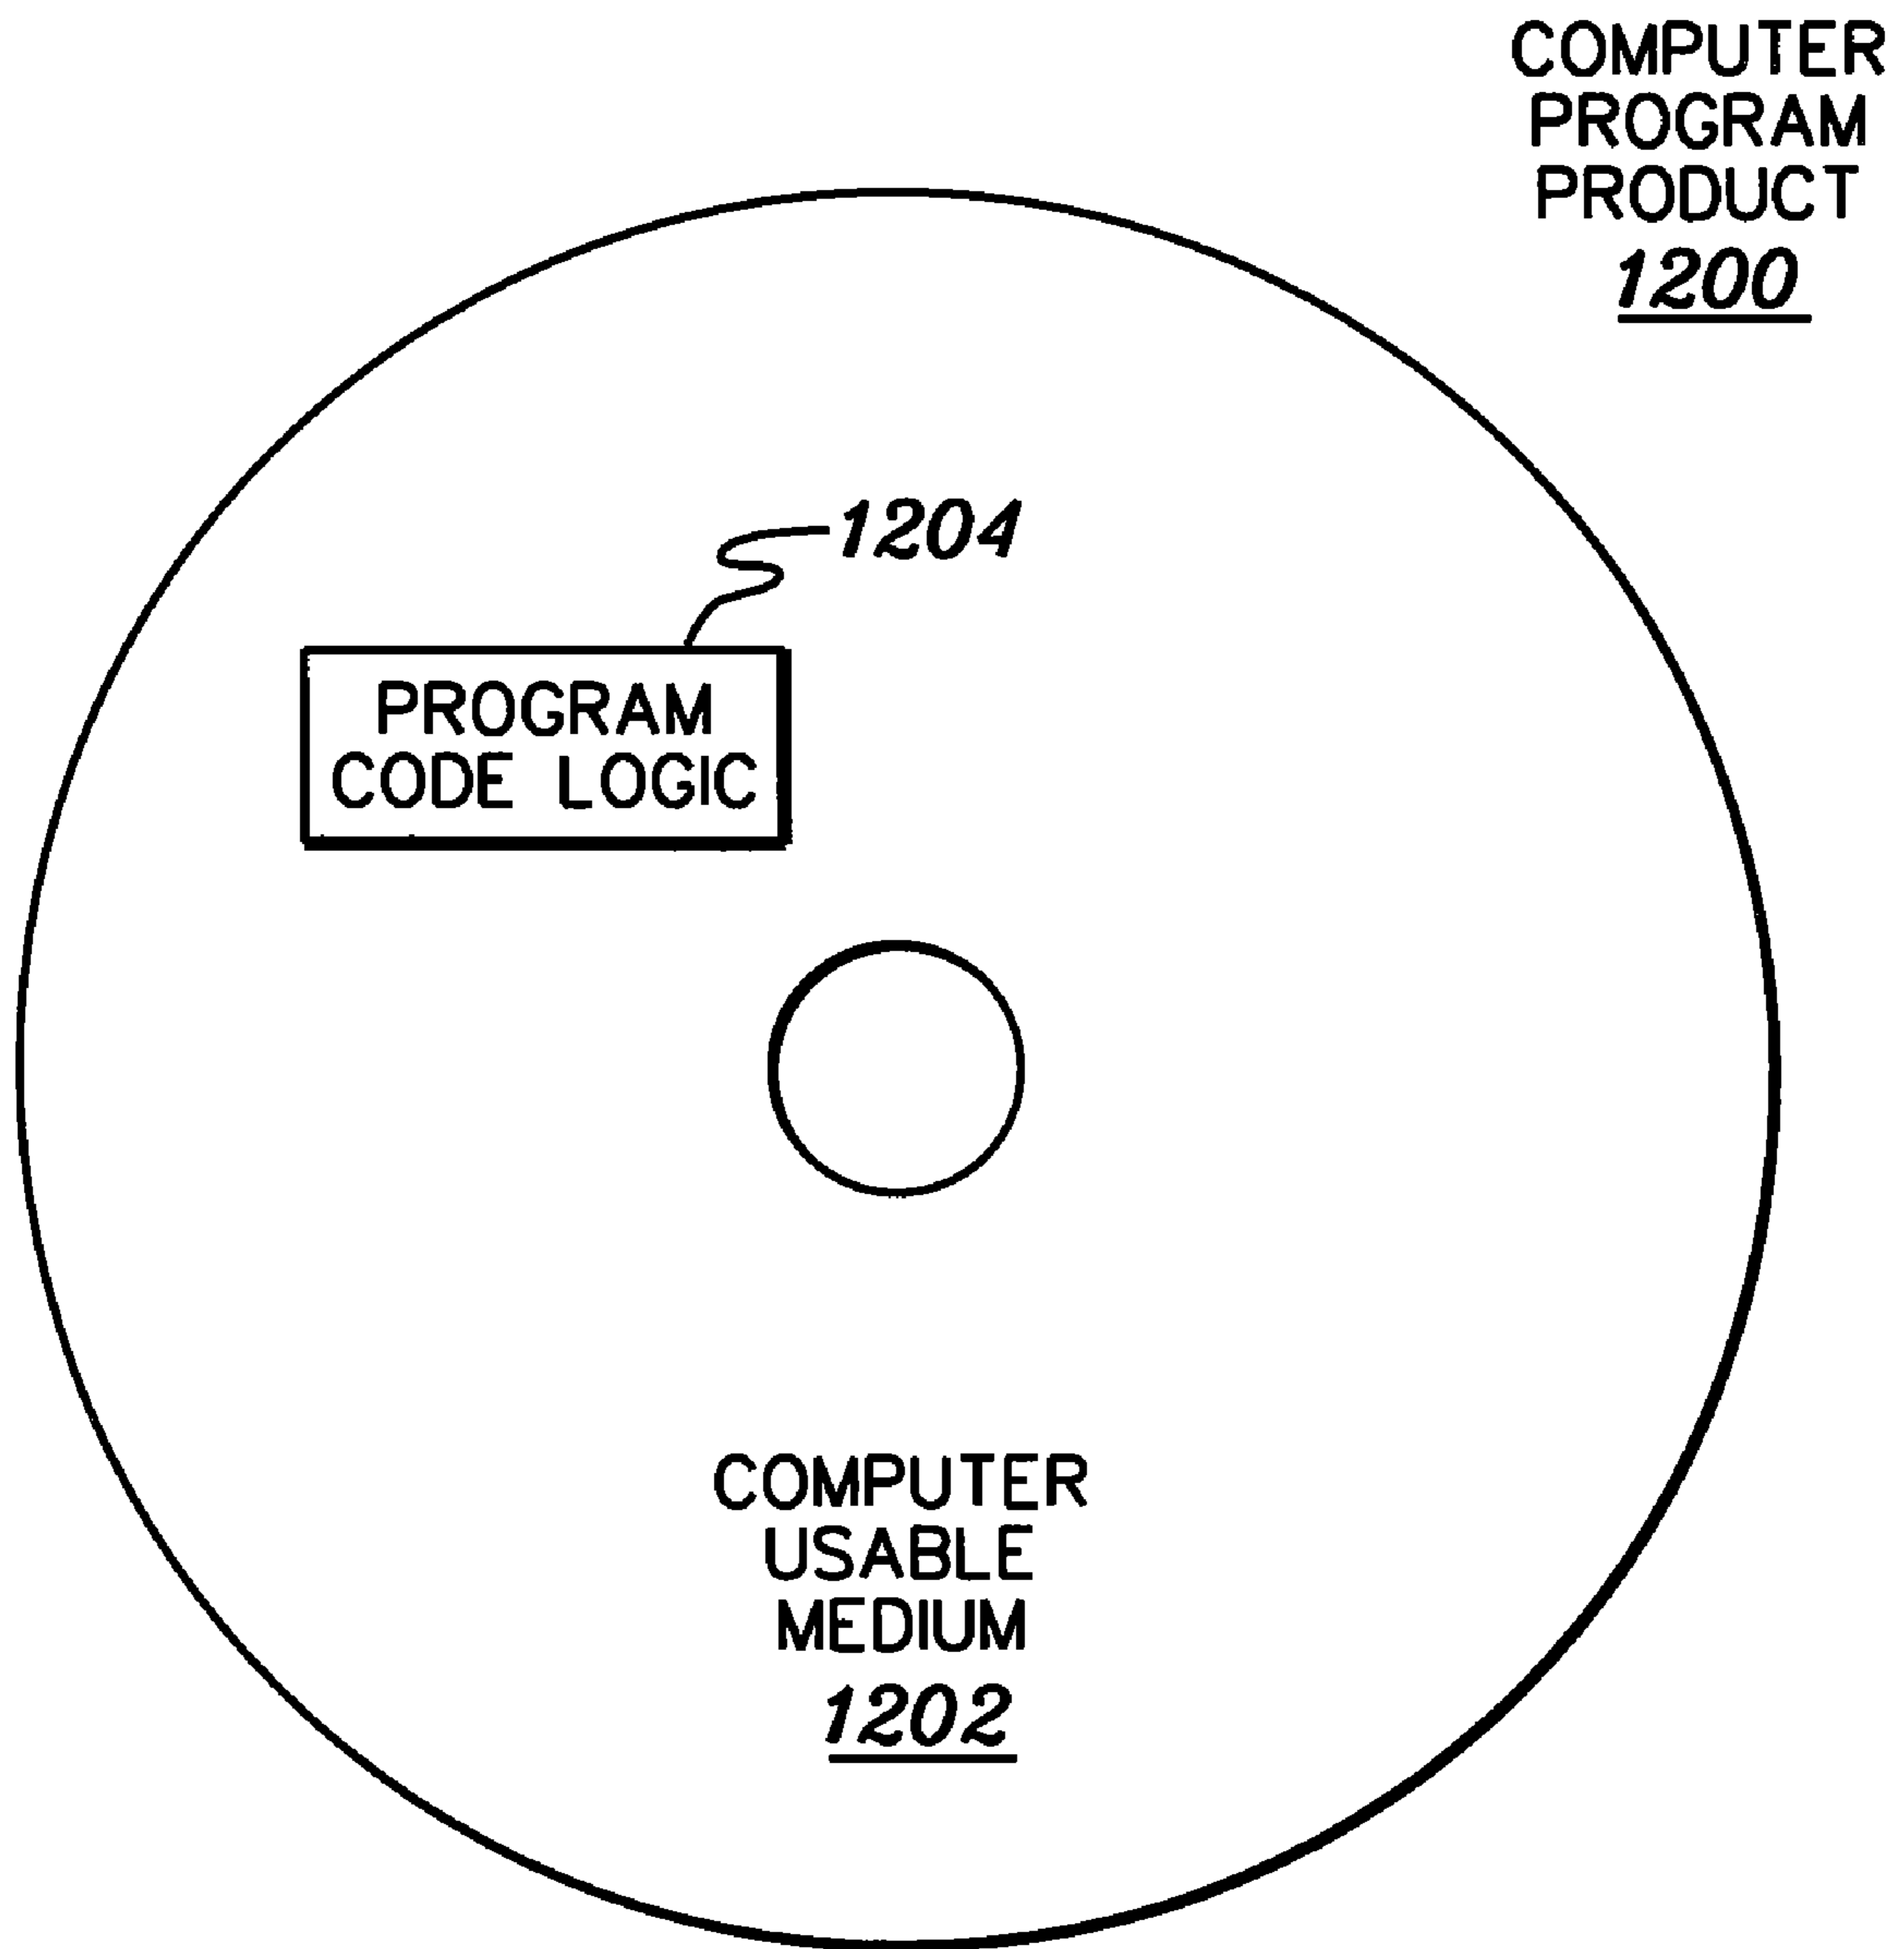 COMPUTER
PROGRAM
PRODUCT
1200
1204
PROGRAM
CODE LOGIC
COMPUTER
USABLE
MEDIUM
1202